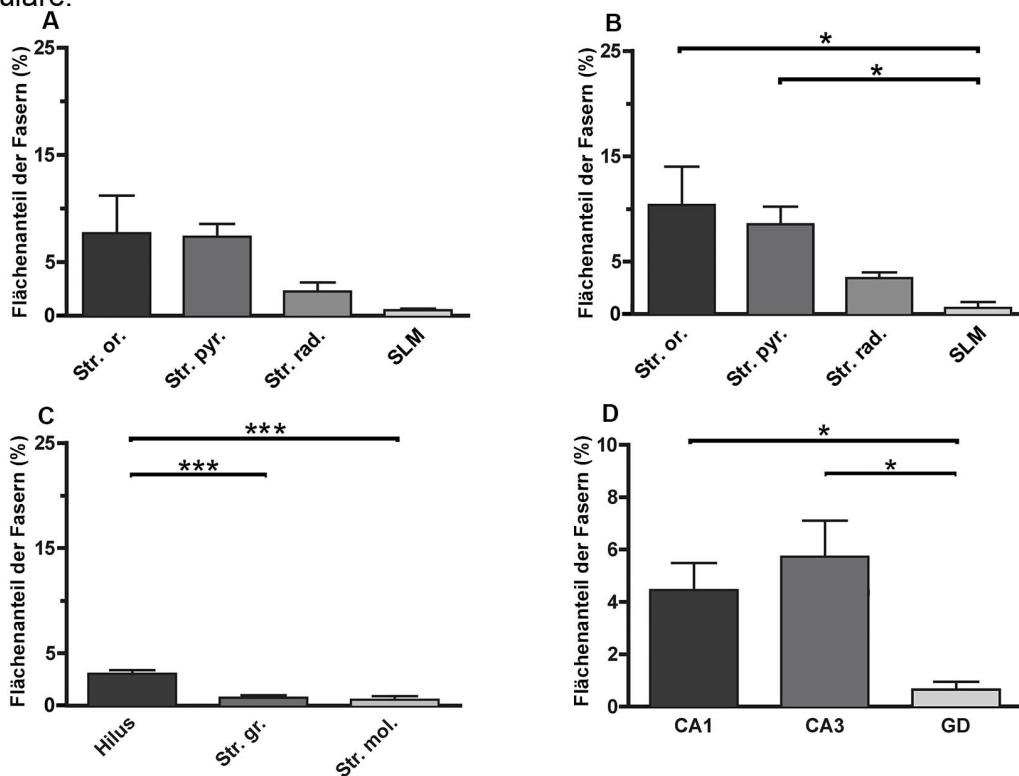 A
Flächenanteil der Fasern (%)
25
15
5
0
Str. or.
Str. pyr.
Str. rad.
SLM
B
Flächenanteil der Fasern (%)
25
15
5
0
*
*
Str. or.
Str. pyr.
Str. rad.
SLM
C
Flächenanteil der Fasern (%)
25
15
5
0
***
***
Hilus
Str. gr.
Str. mol.
D
Flächenanteil der Fasern (%)
10
8
6
4
2
0
*
*
CA1
CA3
GD